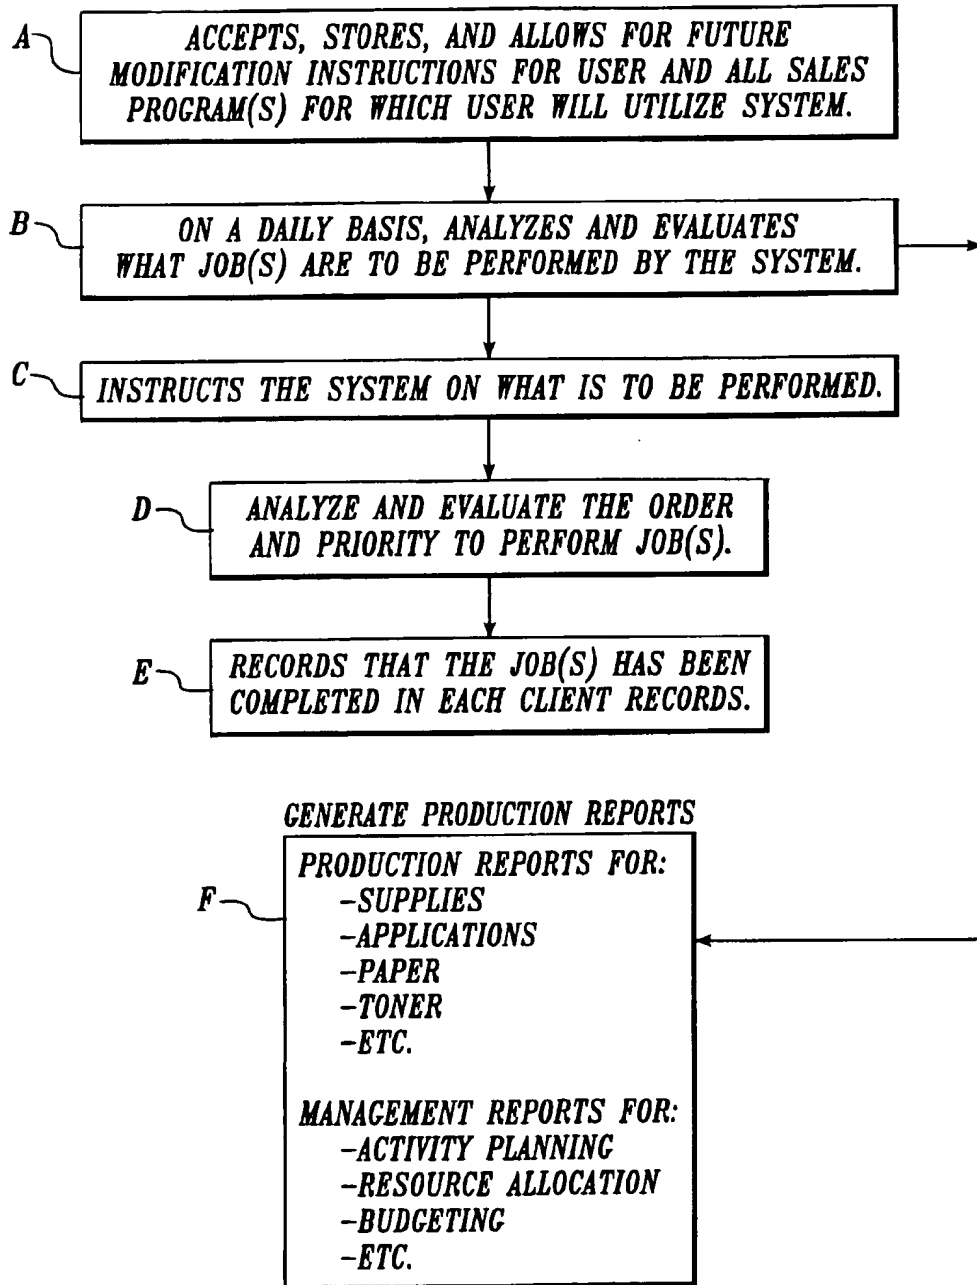 A
ACCEPTS, STORES, AND ALLOWS FOR FUTURE
MODIFICATION INSTRUCTIONS FOR USER AND ALL SALES
PROGRAM(S) FOR WHICH USER WILL UTILIZE SYSTEM.
B
ON A DAILY BASIS, ANALYZES AND EVALUATES
WHAT JOB(S) ARE TO BE PERFORMED BY THE SYSTEM.
C
INSTRUCTS THE SYSTEM ON WHAT IS TO BE PERFORMED.
D
ANALYZE AND EVALUATE THE ORDER
AND PRIORITY TO PERFORM JOB(S).
E
RECORDS THAT THE JOB(S) HAS BEEN
COMPLETED IN EACH CLIENT RECORDS.
GENERATE PRODUCTION REPORTS
F
PRODUCTION REPORTS FOR:
-SUPPLIES
-APPLICATIONS
-PAPER
-TONER
-ETC.
MANAGEMENT REPORTS FOR:
-ACTIVITY PLANNING
-RESOURCE ALLOCATION
-BUDGETING
-ETC.